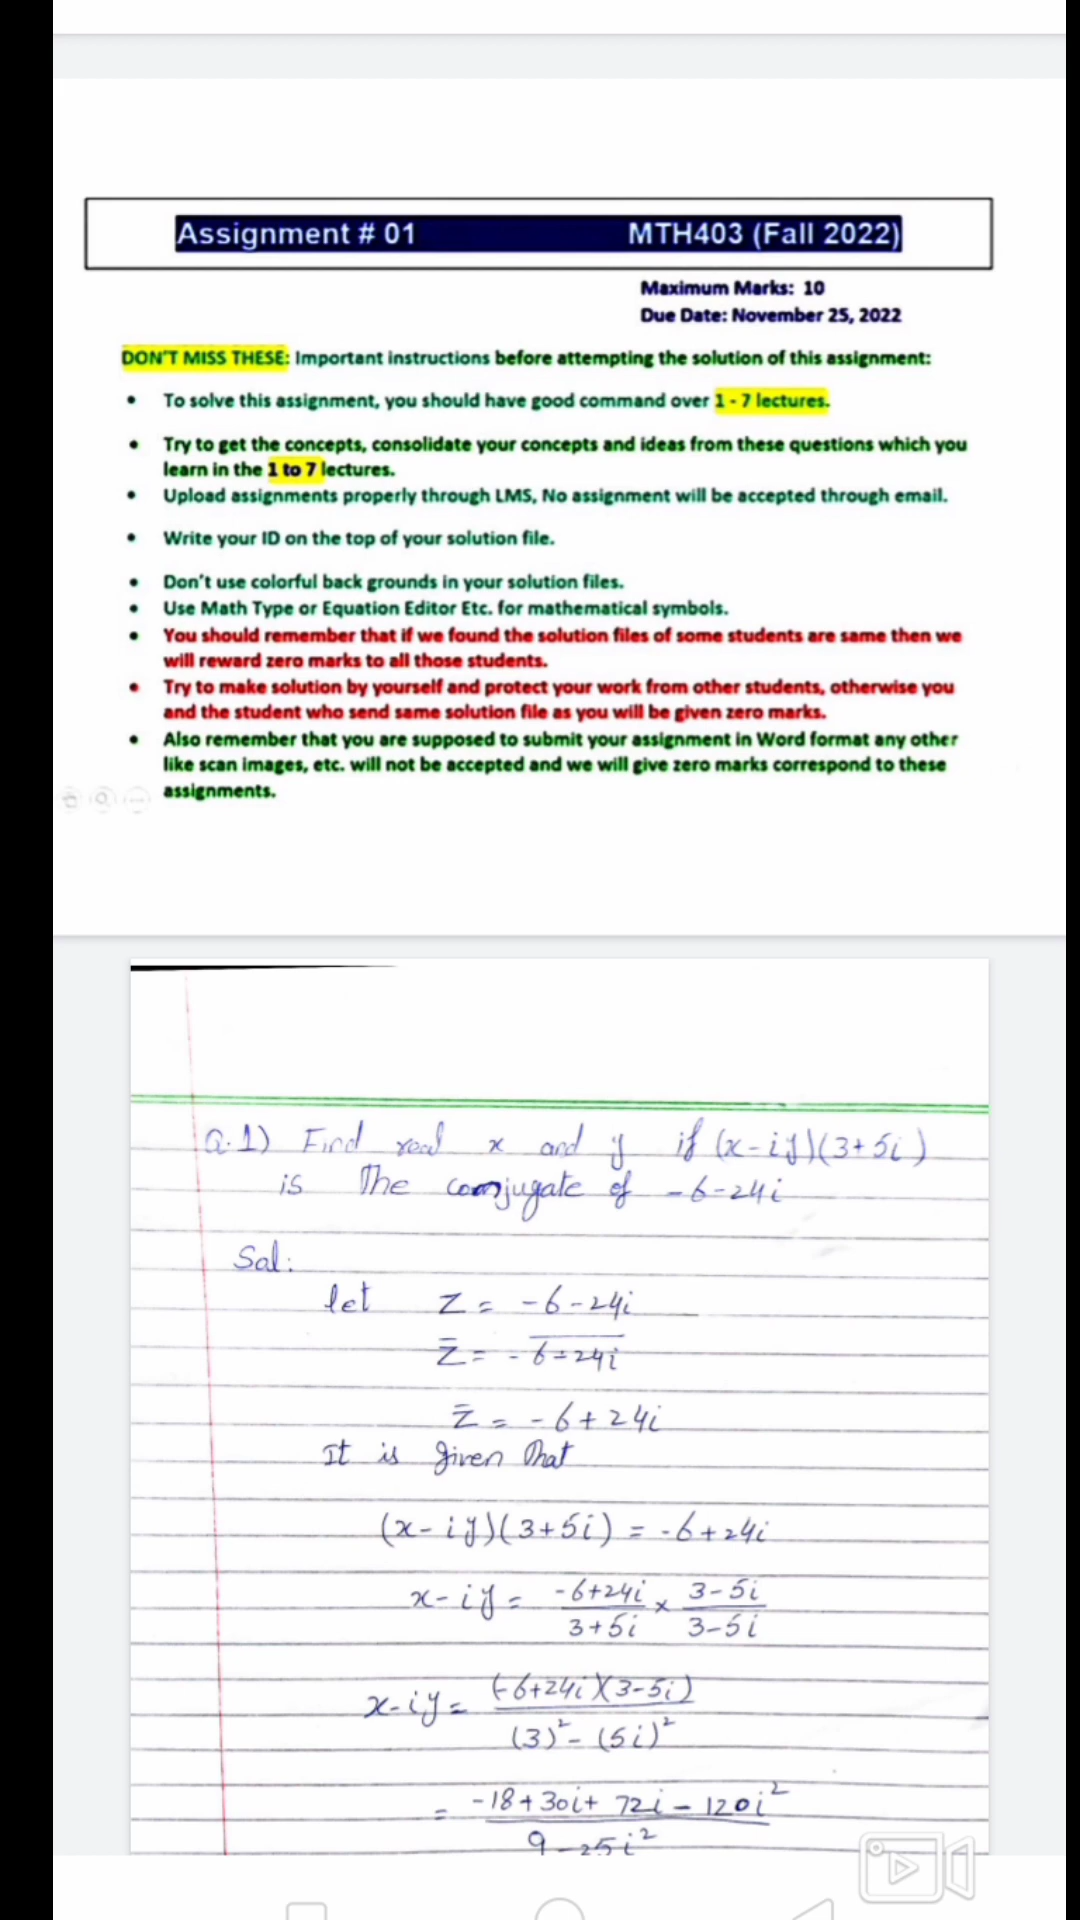 Assignment # 01 MTH403 (Fall 2022)
Maximum Marks: 10
Due Date: November 25, 2022
DON'T MISS THESE: Important instructions before attempting the solution of this assignment:
• To solve this assignment, you should have good command over 1 - 7 lectures.
• Try to get the concepts, consolidate your concepts and ideas from these questions which you
learn in the 1 to 7 lectures.
• Upload assignments properly through LMS, No assignment will be accepted through email.
• Write your ID on the top of your solution file.
• Don't use colorful back grounds in your solution files.
• Use Math Type or Equation Editor Etc. for mathematical symbols.
• You should remember that if we found the solution files of some students are same then we
will reward zero marks to all those students.
• Try to make solution by yourself and protect your work from other students, otherwise you
and the student who send same solution file as you will be given zero marks.
• Also remember that you are supposed to submit your assignment in Word format any other
like scan images, etc. will not be accepted and we will give zero marks correspond to these
assignments.
Q.1) Find real x and y if (x-iy)(3+5i)
is The conjugate of -6-24i
Sol:
let z = -6-24i
z̅ = \overline{-6-24i}
z̅ = -6+24i
It is given that
(x-iy)(3+5i) = -6+24i
x-iy = \frac{-6+24i}{3+5i} × \frac{3-5i}{3-5i}
x-iy = \frac{(-6+24i)(3-5i)}{(3)²-(5i)²}
= \frac{-18+30i+72i-120i²}{9-25i²}